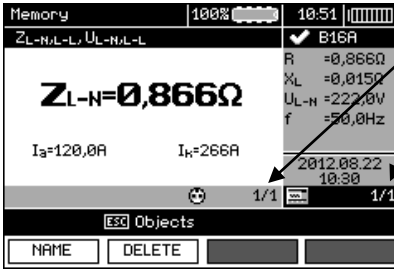 Memory 100% 10:51
ZL-N,L-L, UL-N,L-L B16A
ZL-N=0,866Ω
R =0,866Ω
XL =0,015Ω
UL-N =222,0V
f =50,0Hz
Ia=120,0A Ik=266A
2012.08.22
10:30
1/1 1/1
ESC Objects
NAME DELETE